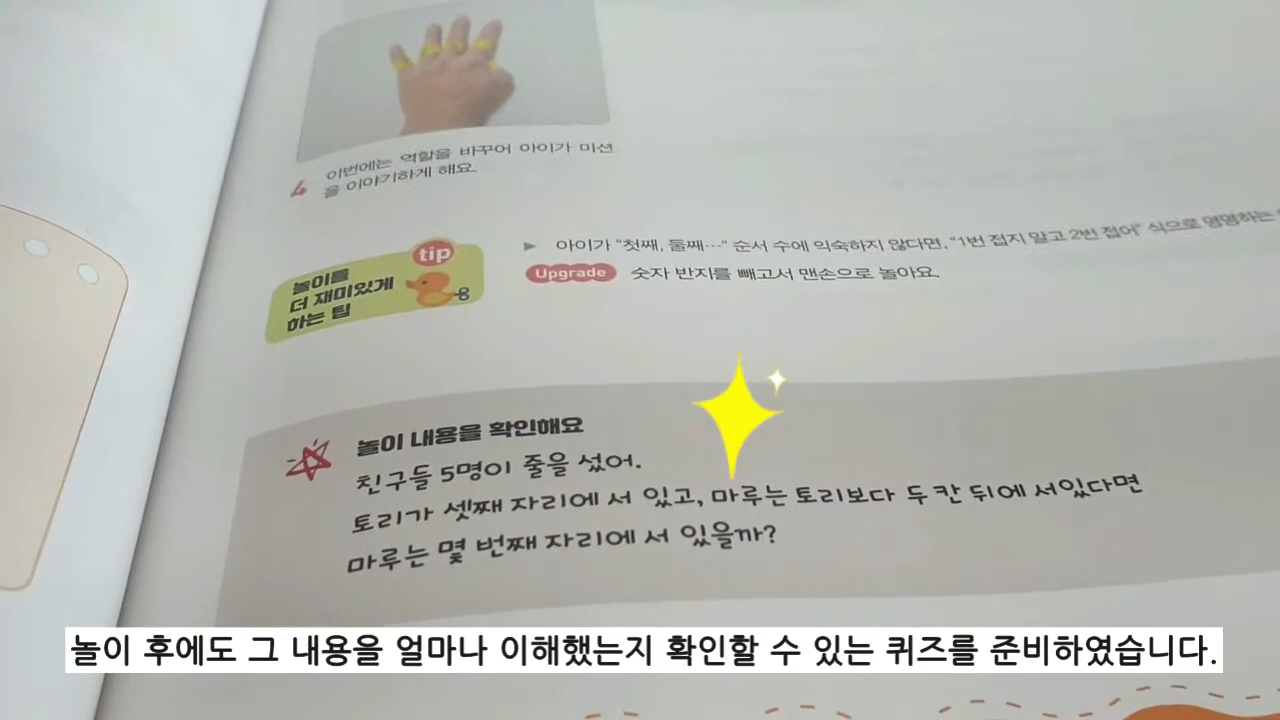 4 이번에는 역할을 바꾸어 아이가 미션
을 이야기하게 해요.
tip
놀이를
더 재미있게
하는 팁
▶ 아이가 "첫째, 둘째…" 순서 수에 익숙하지 않다면, "1번 접지 말고 2번 접어" 식으로 명명하는
Upgrade 숫자 반지를 빼고서 맨손으로 놀아요.
놀이 내용을 확인해요
친구들 5명이 줄을 섰어.
토리가 셋째 자리에 서 있고, 마루는 토리보다 두 칸 뒤에 서있다면
마루는 몇 번째 자리에 서 있을까?
놀이 후에도 그 내용을 얼마나 이해했는지 확인할 수 있는 퀴즈를 준비하였습니다.